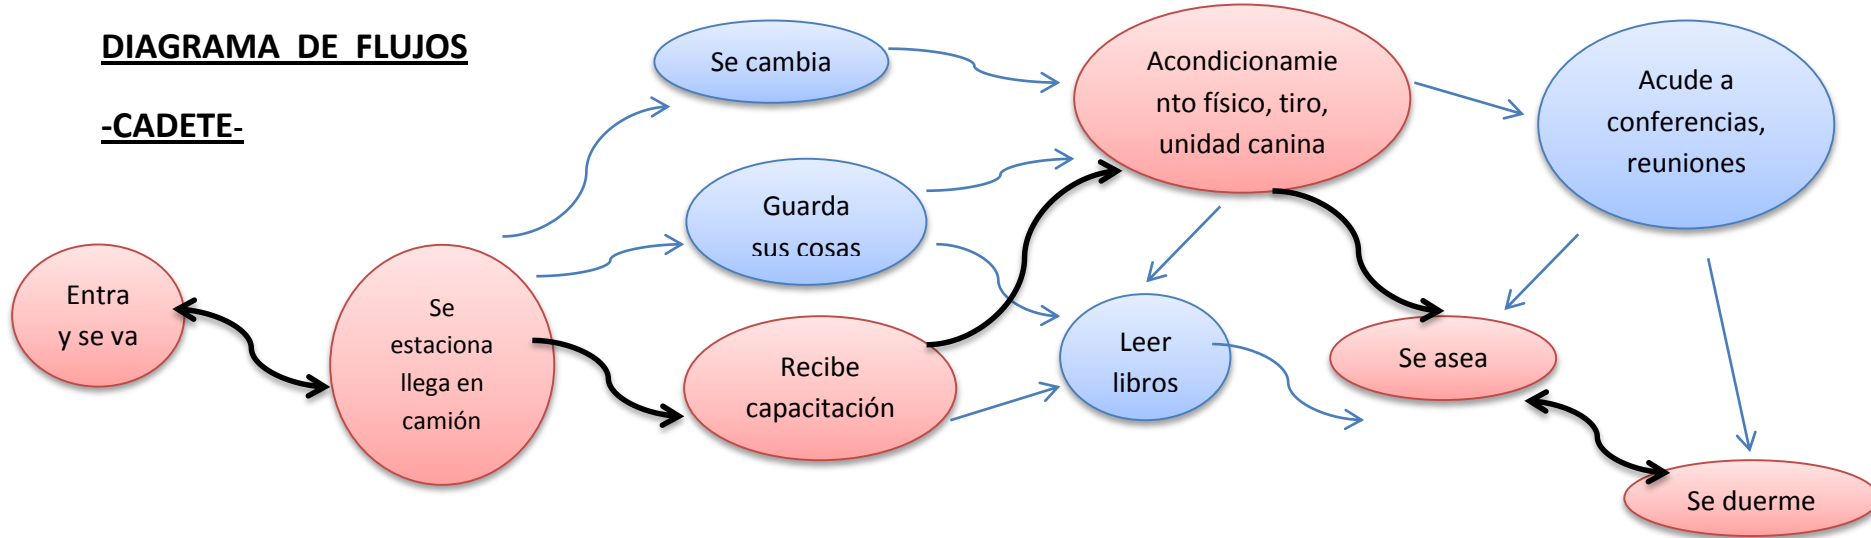 DIAGRAMA DE FLUJOS
-CADETE-
Entra
y se va
Se
estaciona
llega en
camión
Se cambia
Guarda
sus cosas
Recibe
capacitación
Acondicionamie
nto físico, tiro,
unidad canina
Leer
libros
Acude a
conferencias,
reuniones
Se asea
Se duerme